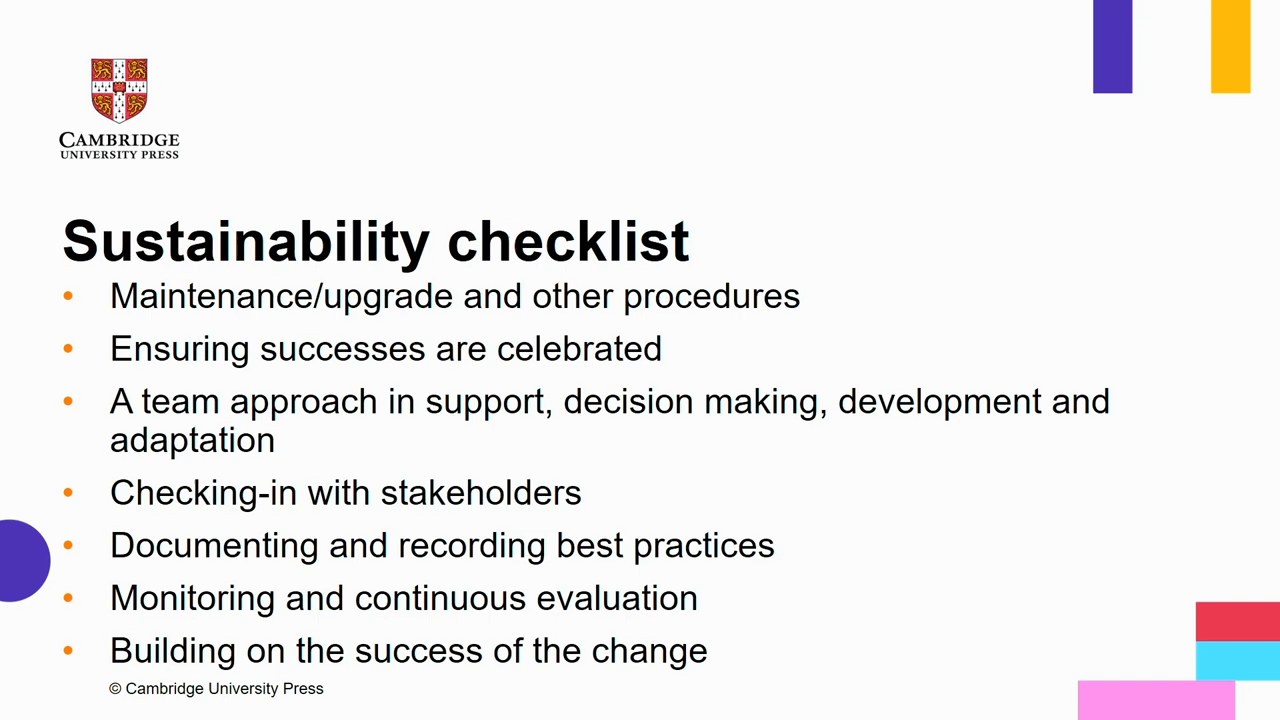 CAMBRIDGE
UNIVERSITY PRESS
Sustainability checklist
• Maintenance/upgrade and other procedures
• Ensuring successes are celebrated
• A team approach in support, decision making, development and
adaptation
• Checking-in with stakeholders
• Documenting and recording best practices
• Monitoring and continuous evaluation
• Building on the success of the change
© Cambridge University Press